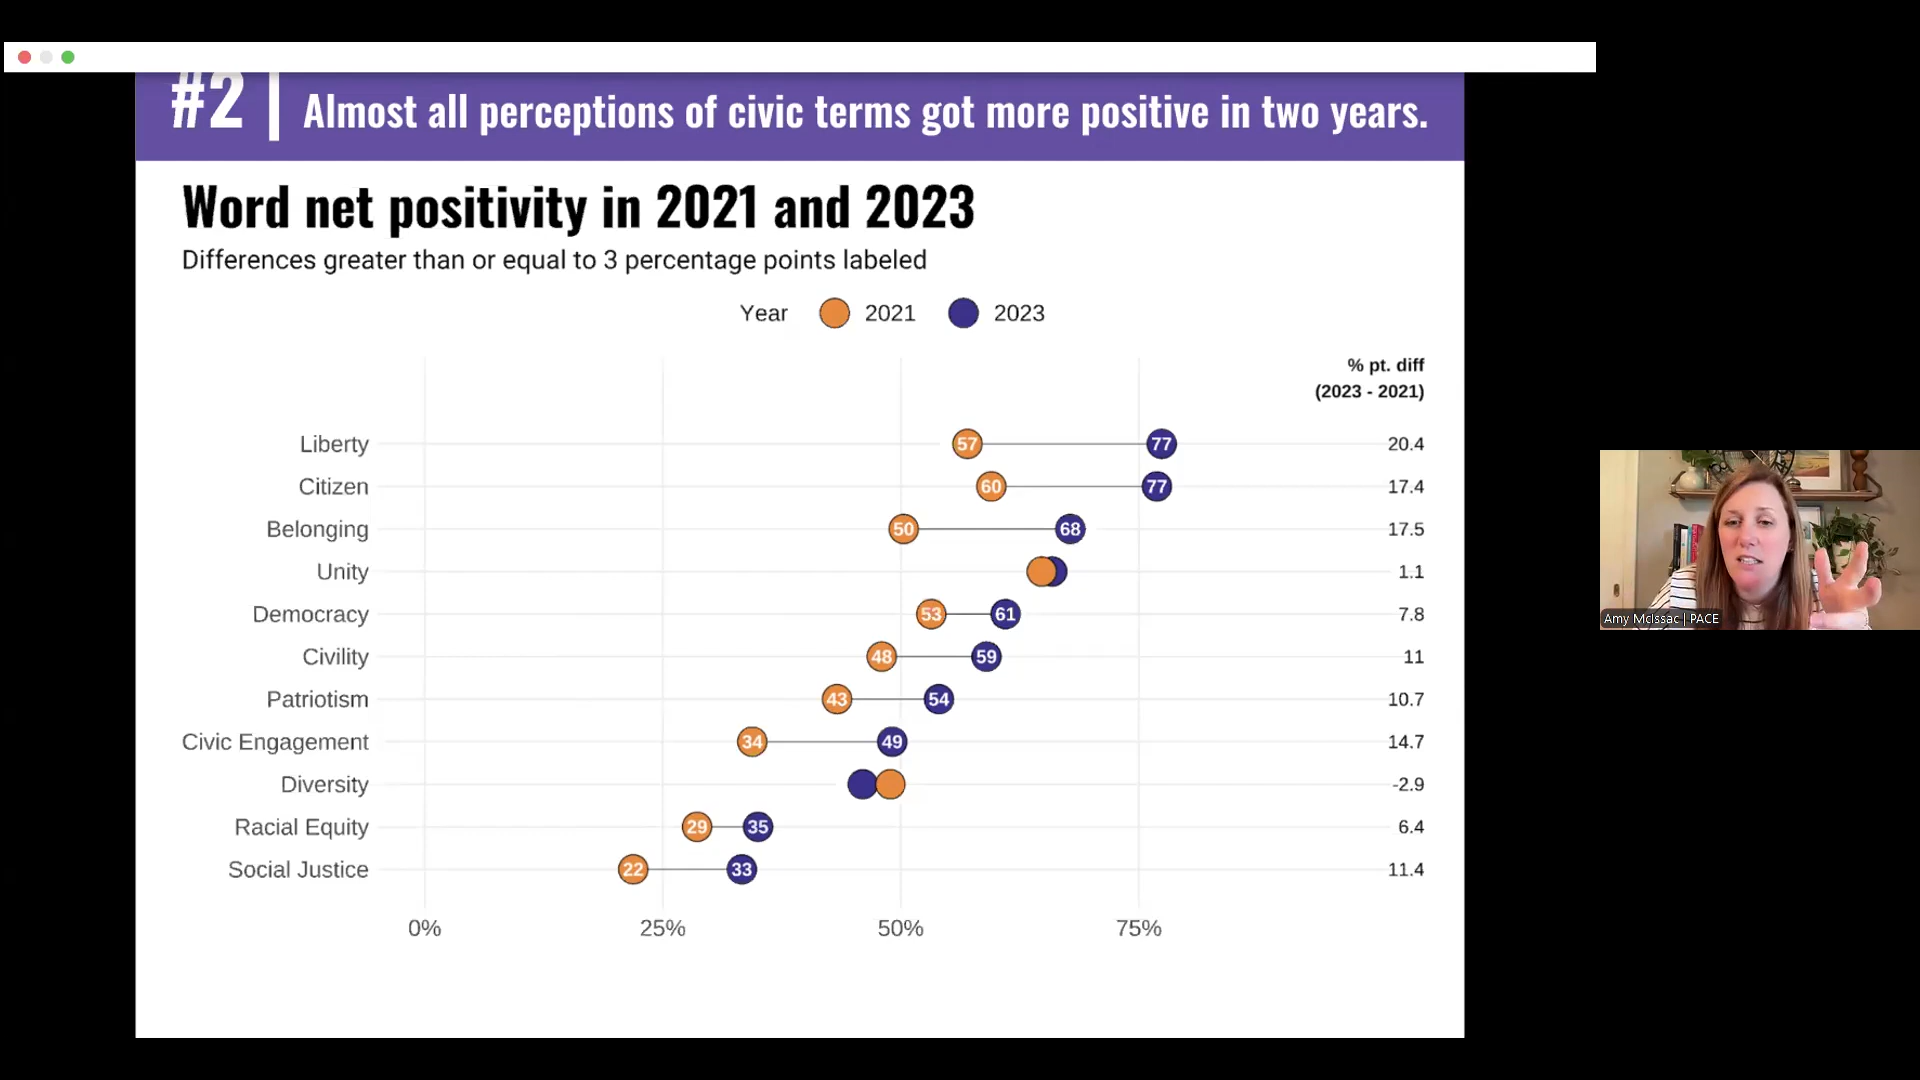 #2 | Almost all perceptions of civic terms got more positive in two years.
Word net positivity in 2021 and 2023
Differences greater than or equal to 3 percentage points labeled
Year 2021 2023
% pt. diff
(2023 - 2021)
Liberty 57 77 20.4
Citizen 60 77 17.4
Belonging 50 68 17.5
Unity 1.1
Democracy 53 61 7.8
Civility 48 59 11
Patriotism 43 54 10.7
Civic Engagement 34 49 14.7
Diversity -2.9
Racial Equity 29 35 6.4
Social Justice 22 33 11.4
0% 25% 50% 75%
Amy McIssac | PACE